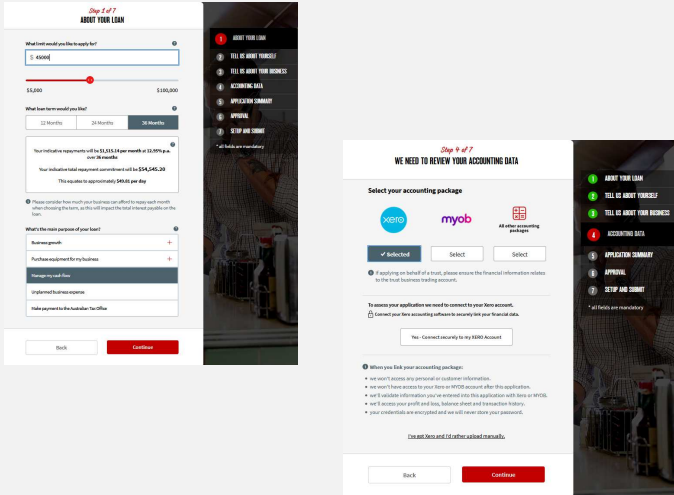 Step 1 of 7
ABOUT YOUR LOAN
What limit would you like to apply for?
$ 45000
$5,000
$100,000
What loan term would you like?
12 Months
24 Months
36 Months
Your indicative repayments will be $1,515.14 per month at 12.95% p.a.
over 36 months
Your indicative total repayment commitment will be $54,545.20
This equates to approximately $49.81 per day
Please consider how much your business can afford to repay each month
when choosing the term, as this will impact the total interest payable on the
loan.
What's the main purpose of your loan?
Business growth +
Purchase equipment for my business +
Manage my cash flow
Unplanned business expense
Make payment to the Australian Tax Office
Back
Continue
1 ABOUT YOUR LOAN
2 TELL US ABOUT YOURSELF
3 TELL US ABOUT YOUR BUSINESS
4 ACCOUNTING DATA
5 APPLICATION SUMMARY
6 APPROVAL
7 SETUP AND SUBMIT
* all fields are mandatory
Step 4 of 7
WE NEED TO REVIEW YOUR ACCOUNTING DATA
Select your accounting package
xero
myob
All other accounting
packages
✓ Selected
Select
Select
If applying on behalf of a trust, please ensure the financial information relates
to the trust business trading account.
To assess your application we need to connect to your Xero account.
Connect your Xero accounting software to securely link your financial data.
Yes - Connect securely to my XERO Account
When you link your accounting package:
• we won't access any personal or customer information.
• we won't have access to your Xero or MYOB account after this application.
• we'll validate information you've entered into this application with Xero or MYOB.
• we'll access your profit and loss, balance sheet and transaction history.
• your credentials are encrypted and we will never store your password.
I've got Xero and I'd rather upload manually.
Back
Continue
1 ABOUT YOUR LOAN
2 TELL US ABOUT YOURSELF
3 TELL US ABOUT YOUR BUSINESS
4 ACCOUNTING DATA
5 APPLICATION SUMMARY
6 APPROVAL
7 SETUP AND SUBMIT
* all fields are mandatory